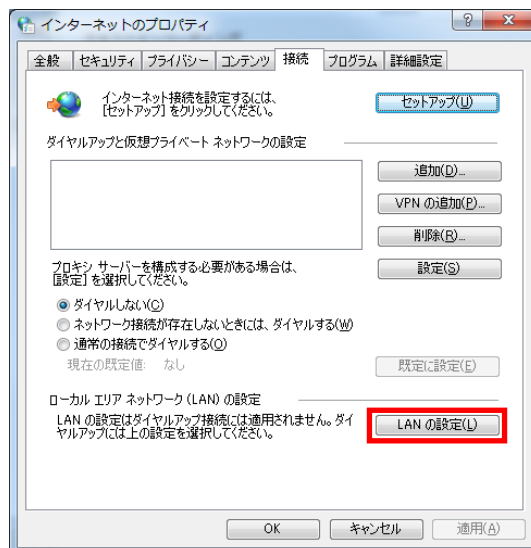 インターネットのプロパティ
全般 セキュリティ プライバシー コンテンツ 接続 プログラム 詳細設定
インターネット接続を設定するには、
[セットアップ] をクリックしてください。
セットアップ(U)
ダイヤルアップと仮想プライベート ネットワークの設定
追加(D)...
VPN の追加(P)...
削除(R)...
プロキシ サーバーを構成する必要がある場合は、
[設定] を選択してください。
設定(S)
ダイヤルしない(C)
ネットワーク接続が存在しないときには、ダイヤルする(W)
通常の接続でダイヤルする(O)
現在の既定値: なし
既定に設定(E)
ローカル エリア ネットワーク (LAN) の設定
LAN の設定はダイヤルアップ接続には適用されません。ダイ
ヤルアップには上の設定を選択してください。
LAN の設定(L)
OK キャンセル 適用(A)